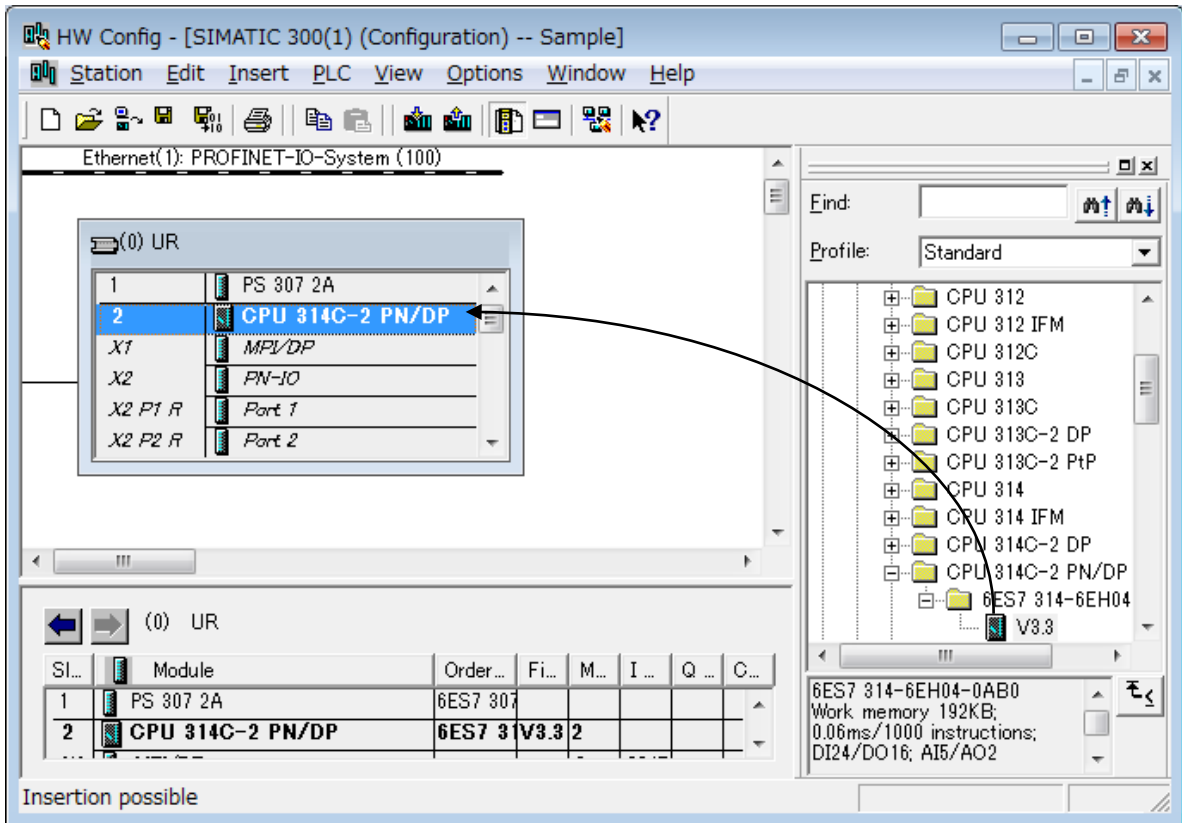 HW Config - [SIMATIC 300(1) (Configuration) -- Sample]
Station Edit Insert PLC View Options Window Help
Ethernet(1): PROFINET-IO-System (100)
(0) UR
1 PS 307 2A
2 CPU 314C-2 PN/DP
X1 MPI/DP
X2 PN-IO
X2 P1 R Port 1
X2 P2 R Port 2
Find:
Profile: Standard
CPU 312
CPU 312 IFM
CPU 312C
CPU 313
CPU 313C
CPU 313C-2 DP
CPU 313C-2 PtP
CPU 314
CPU 314 IFM
CPU 314C-2 DP
CPU 314C-2 PN/DP
6ES7 314-6EH04
V3.3
6ES7 314-6EH04-0AB0
Work memory 192KB;
0.06ms/1000 instructions;
DI24/DO16; AI5/AO2
(0) UR
Sl... Module Order... Fi... M... I ... Q ... C...
1 PS 307 2A 6ES7 307
2 CPU 314C-2 PN/DP 6ES7 31 V3.3 2
Insertion possible